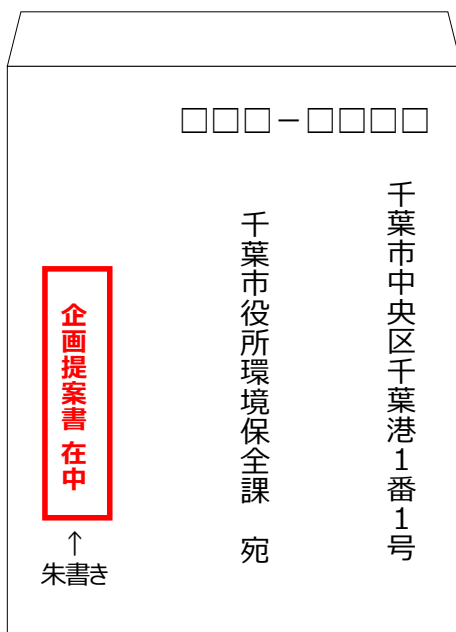 □□□－□□□□
千葉市中央区千葉港１番１号
千葉市役所環境保全課　宛
企画提案書 在中
↑
朱書き